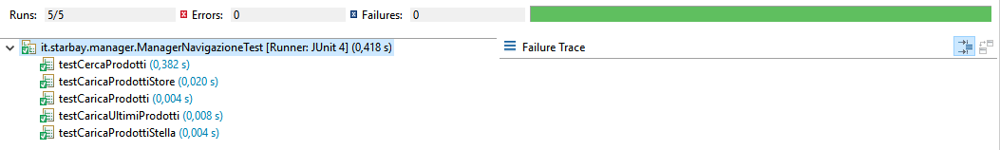 Runs: 5/5 Errors: 0 Failures: 0
it.starbay.manager.ManagerNavigazioneTest [Runner: JUnit 4] (0,418 s)
Failure Trace
testCercaProdotti (0,382 s)
testCaricaProdottiStore (0,020 s)
testCaricaProdotti (0,004 s)
testCaricaUltimiProdotti (0,008 s)
testCaricaProdottiStella (0,004 s)